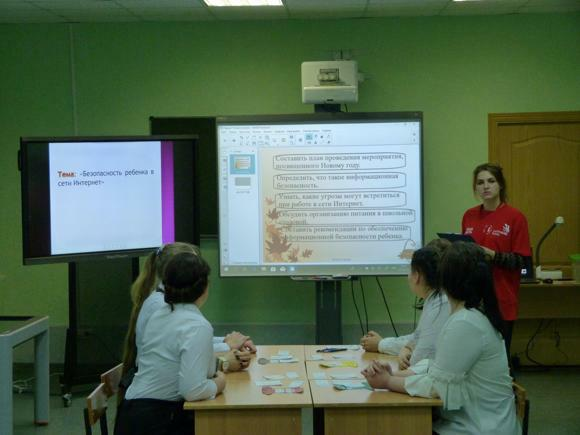 Тема: «Безопасность ребенка в
сети Интернет»
Составить план проведения мероприятия,
посвященного Новому году.
Определить, что такое информационная
безопасность.
Узнать, какие угрозы могут встретиться
при работе в сети Интернет.
Обсудить организацию питания в школьной
столовой.
Составить рекомендации по обеспечению
информационной безопасности ребенка.